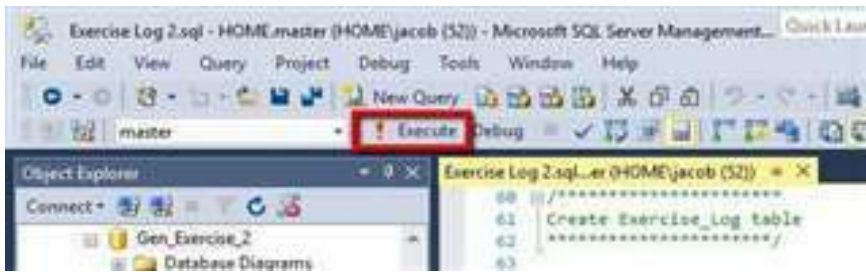 Exercise Log 2.sql - HOME.master (HOME\jacob (52)) - Microsoft SQL Server Management... Quick Laun
File Edit View Query Project Debug Tools Window Help
New Query
master ! Execute Debug
Object Explorer
Exercise Log 2.sql...er (HOME\jacob (52))
Connect
60 /***********************
61 Create Exercise_Log table
62 ***********************/
63
Gen_Exercise_2
Database Diagrams